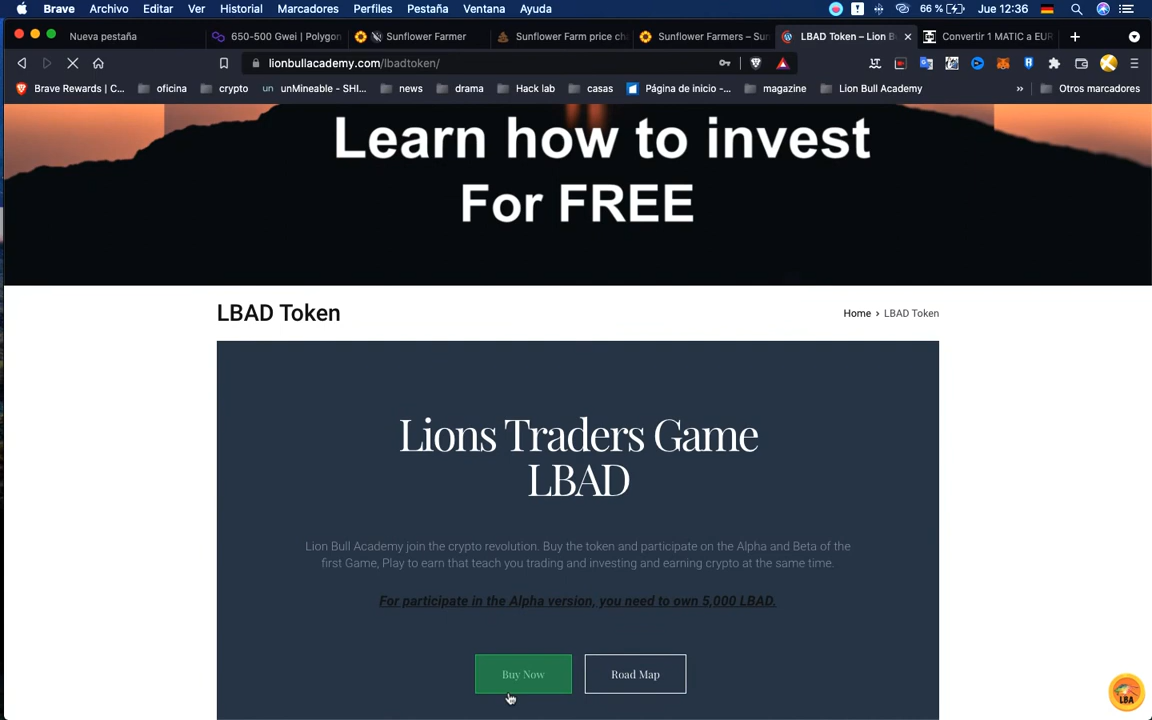 Brave Archivo Editar Ver Historial Marcadores Perfiles Pestaña Ventana Ayuda 66 % Jue 12:36
Nueva pestaña 650-500 Gwei | Polygon Sunflower Farmer Sunflower Farm price ch Sunflower Farmers – Sun LBAD Token – Lion B Convertir 1 MATIC a EUR
lionbullacademy.com/lbadtoken/
Brave Rewards | C... oficina crypto un unMineable - SHI... news drama Hack lab casas Página de inicio -... magazine Lion Bull Academy » Otros marcadores
Learn how to invest
For FREE
LBAD Token
Home › LBAD Token
Lions Traders Game
LBAD
Lion Bull Academy join the crypto revolution. Buy the token and participate on the Alpha and Beta of the
first Game, Play to earn that teach you trading and investing and earning crypto at the same time.
For participate in the Alpha version, you need to own 5,000 LBAD.
Buy Now Road Map
LBA